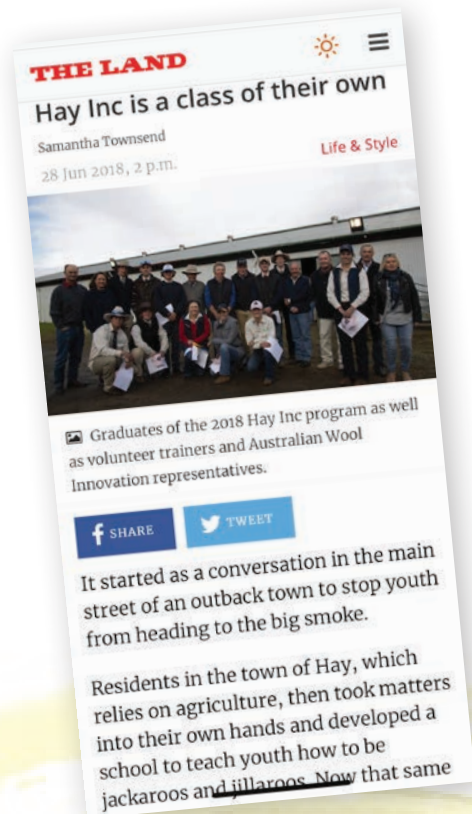 THE LAND
Hay Inc is a class of their own
Samantha Townsend
28 Jun 2018, 2 p.m.
Life & Style
Graduates of the 2018 Hay Inc program as well
as volunteer trainers and Australian Wool
Innovation representatives.
f SHARE
TWEET
It started as a conversation in the main
street of an outback town to stop youth
from heading to the big smoke.
Residents in the town of Hay, which
relies on agriculture, then took matters
into their own hands and developed a
school to teach youth how to be
jackaroos and jillaroos. Now that same